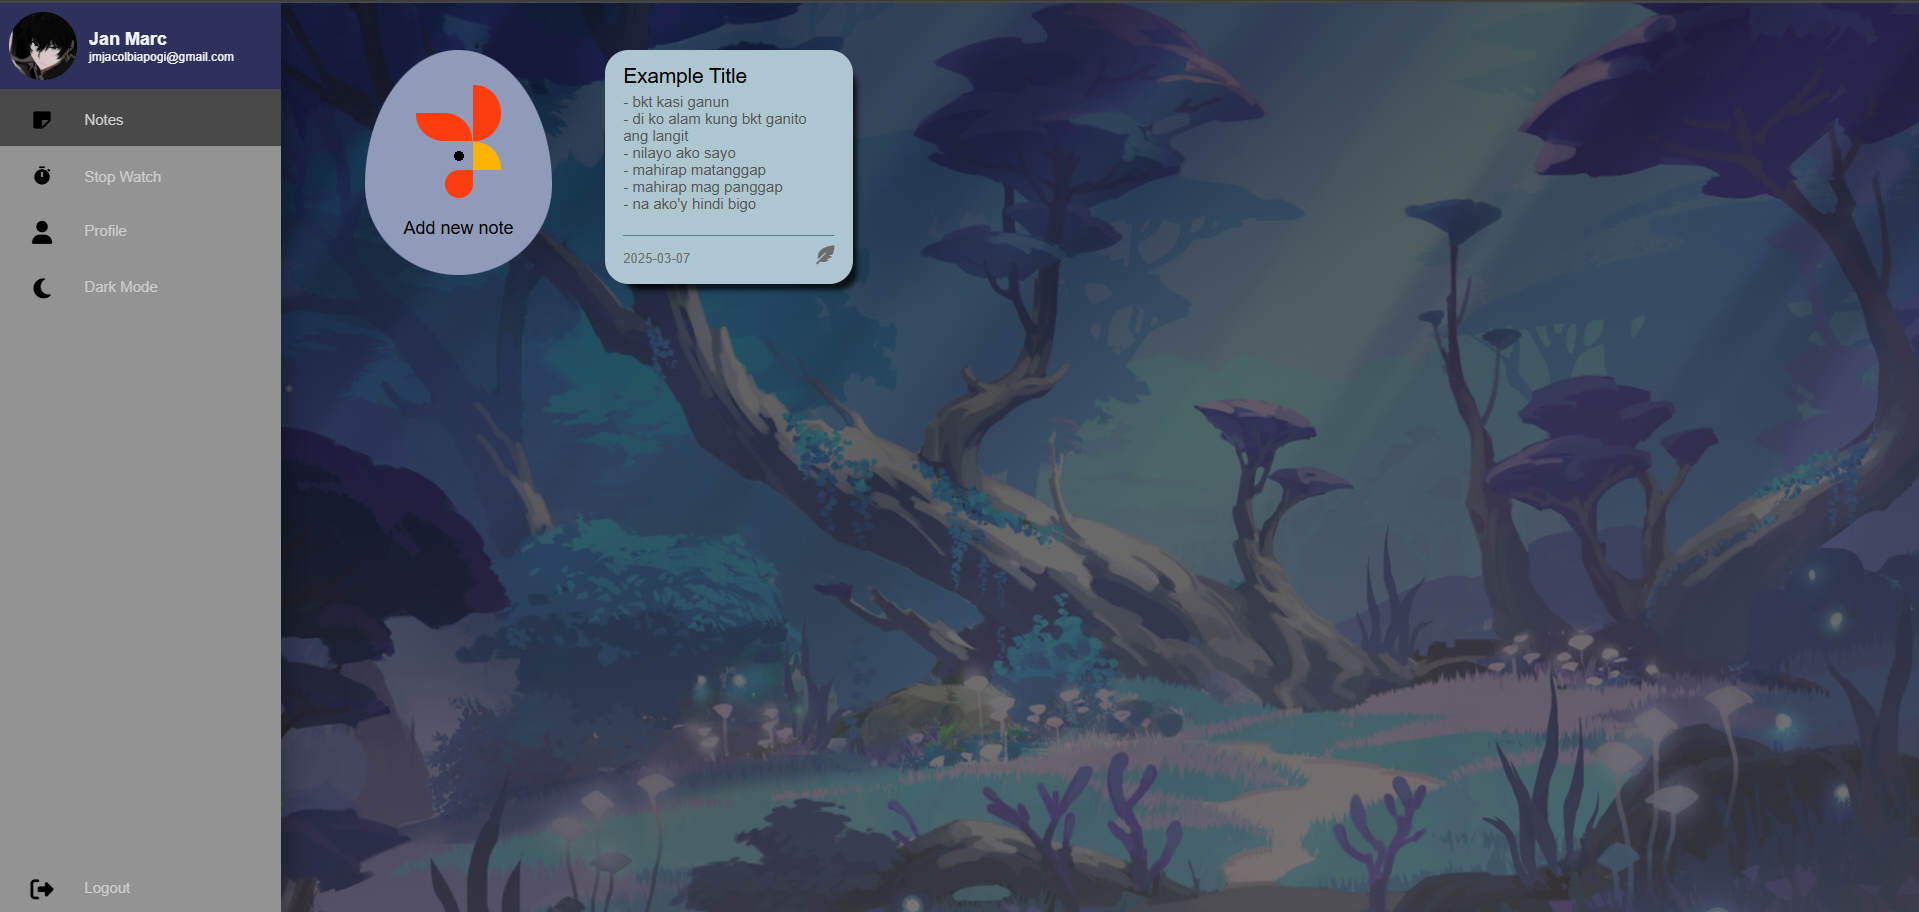 Jan Marc
jmjacolbiapogi@gmail.com
Notes
Stop Watch
Profile
Dark Mode
Logout
Add new note
Example Title
- bkt kasi ganun
- di ko alam kung bkt ganito
ang langit
- nilayo ako sayo
- mahirap matanggap
- mahirap mag panggap
- na ako'y hindi bigo
2025-03-07